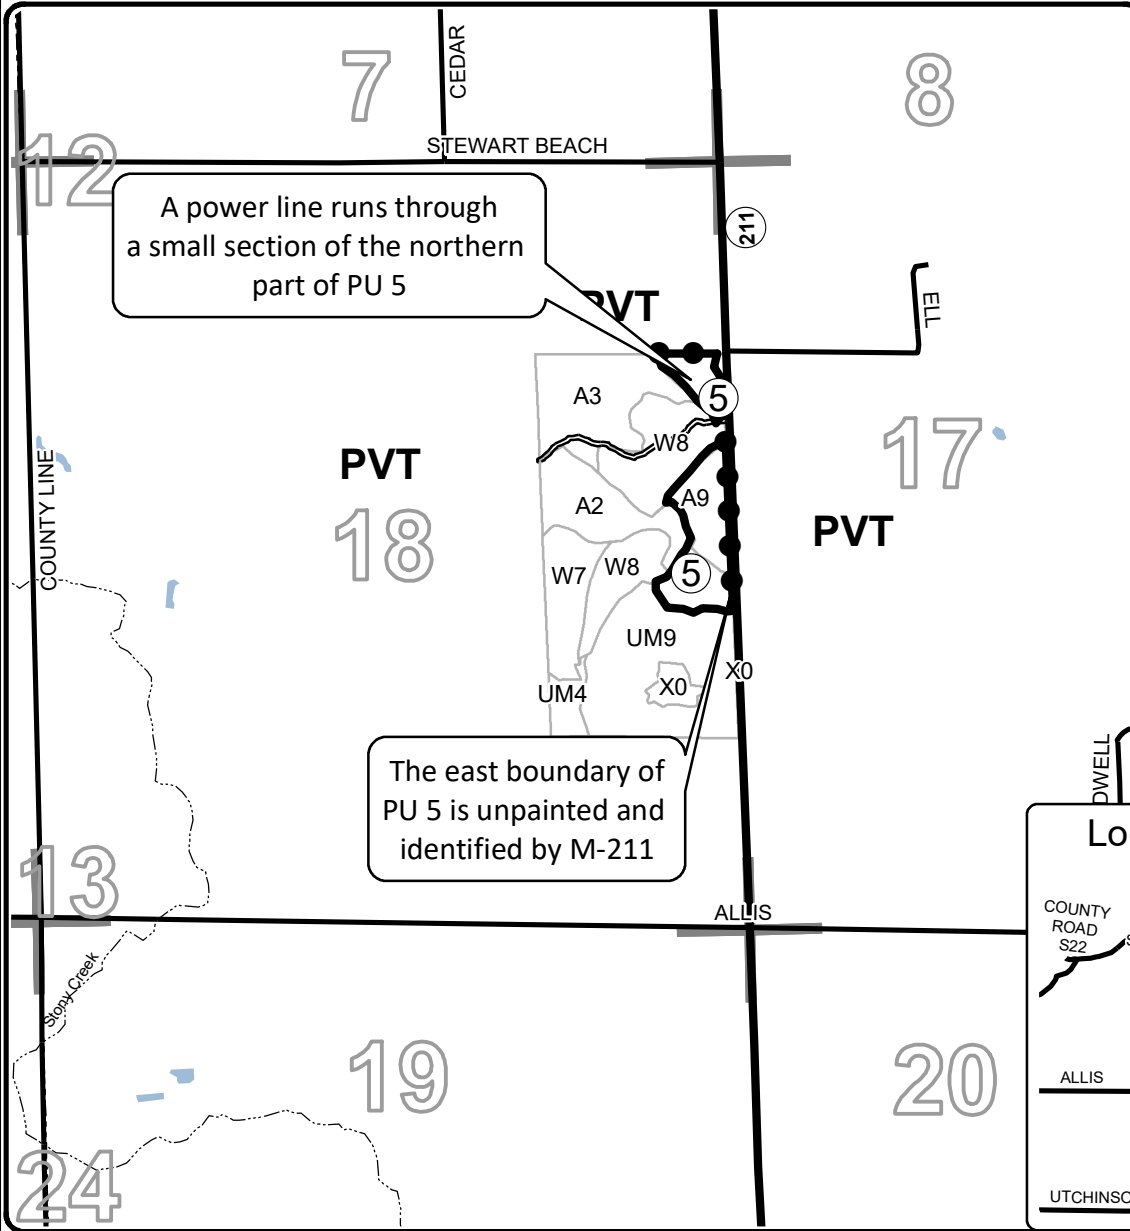 7
CEDAR
8
12
STEWART BEACH
A power line runs through
a small section of the northern
part of PU 5
211
PVT
ELL
A3
5
W8
17
COUNTY LINE
PVT
A9
A2
18
PVT
W7
W8
5
UM9
X0
X0
UM4
The east boundary of
PU 5 is unpainted and
identified by M-211
DWELL
Lo
13
ALLIS
COUNTY
ROAD
S22
S
Stony Creek
19
20
ALLIS
24
UTCHINSO